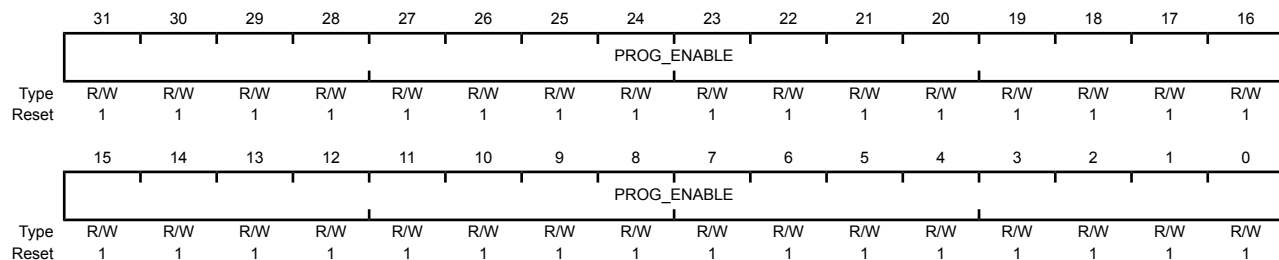 31 30 29 28 27 26 25 24 23 22 21 20 19 18 17 16
PROG_ENABLE
Type R/W R/W R/W R/W R/W R/W R/W R/W R/W R/W R/W R/W R/W R/W R/W R/W
Reset 1 1 1 1 1 1 1 1 1 1 1 1 1 1 1 1
15 14 13 12 11 10 9 8 7 6 5 4 3 2 1 0
PROG_ENABLE
Type R/W R/W R/W R/W R/W R/W R/W R/W R/W R/W R/W R/W R/W R/W R/W R/W
Reset 1 1 1 1 1 1 1 1 1 1 1 1 1 1 1 1